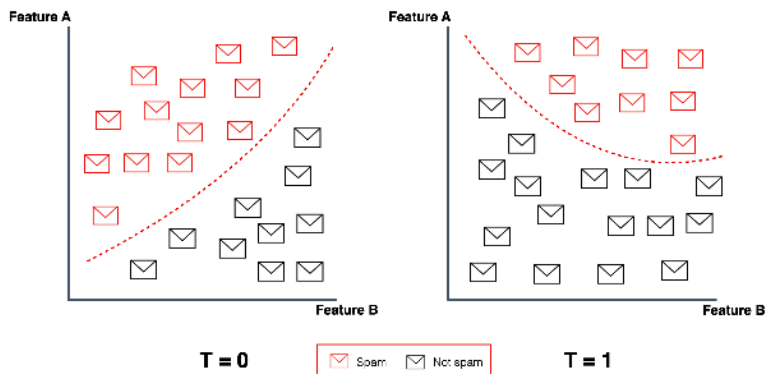 Feature A
Feature A
Feature B
Feature B
T = 0
Spam
Not spam
T = 1